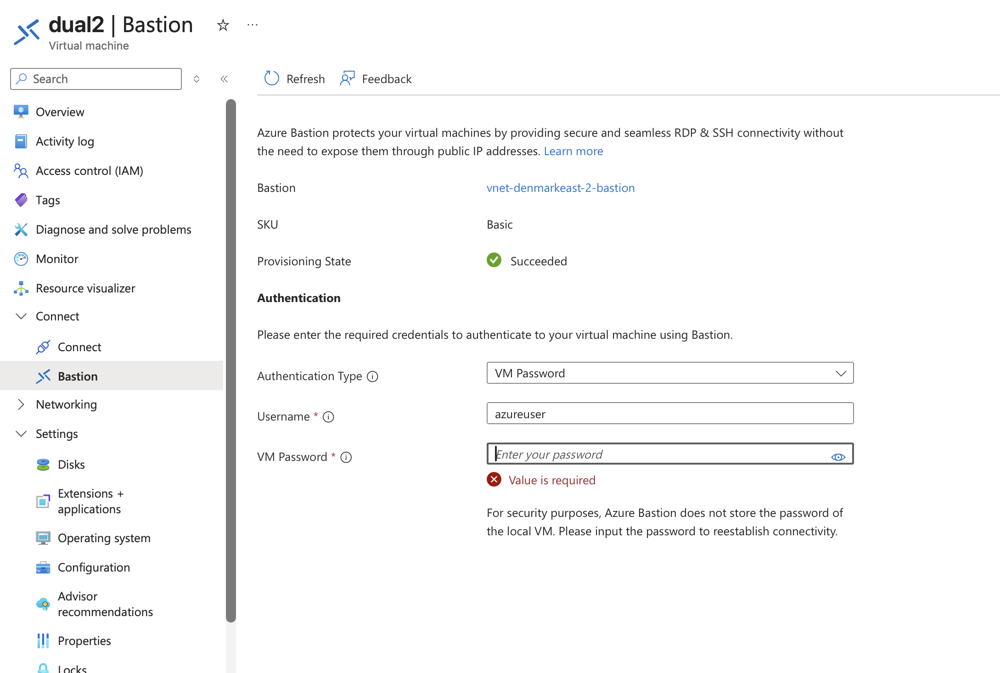 dual2 | Bastion
Virtual machine
Search
Refresh
Feedback
Overview
Activity log
Access control (IAM)
Tags
Diagnose and solve problems
Monitor
Resource visualizer
Connect
Connect
Bastion
Networking
Settings
Disks
Extensions +
applications
Operating system
Configuration
Advisor
recommendations
Properties
Locks
Azure Bastion protects your virtual machines by providing secure and seamless RDP & SSH connectivity without
the need to expose them through public IP addresses. Learn more
Bastion vnet-denmarkeast-2-bastion
SKU Basic
Provisioning State Succeeded
Authentication
Please enter the required credentials to authenticate to your virtual machine using Bastion.
Authentication Type VM Password
Username * azureuser
VM Password * Enter your password
Value is required
For security purposes, Azure Bastion does not store the password of
the local VM. Please input the password to reestablish connectivity.